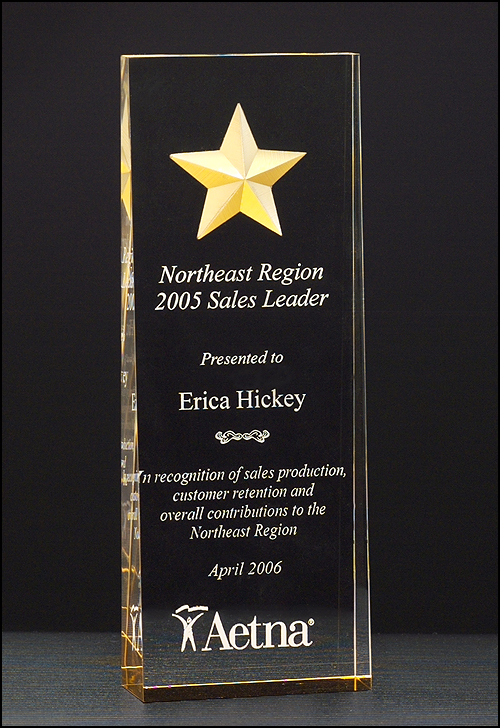 Northeast Region
2005 Sales Leader
Presented to
Erica Hickey
In recognition of sales production,
customer retention and
overall contributions to the
Northeast Region
April 2006
Aetna®